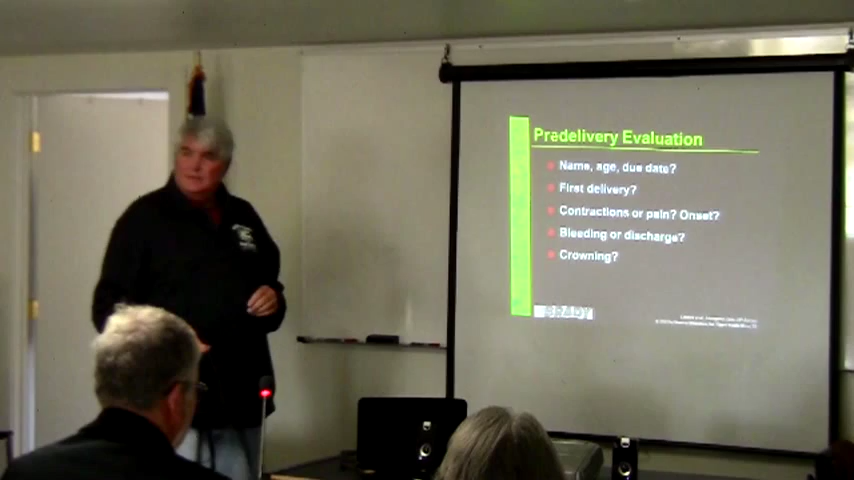 Predelivery Evaluation
Name, age, due date?
First delivery?
Contractions or pain? Onset?
Bleeding or discharge?
Crowning?
BRADY